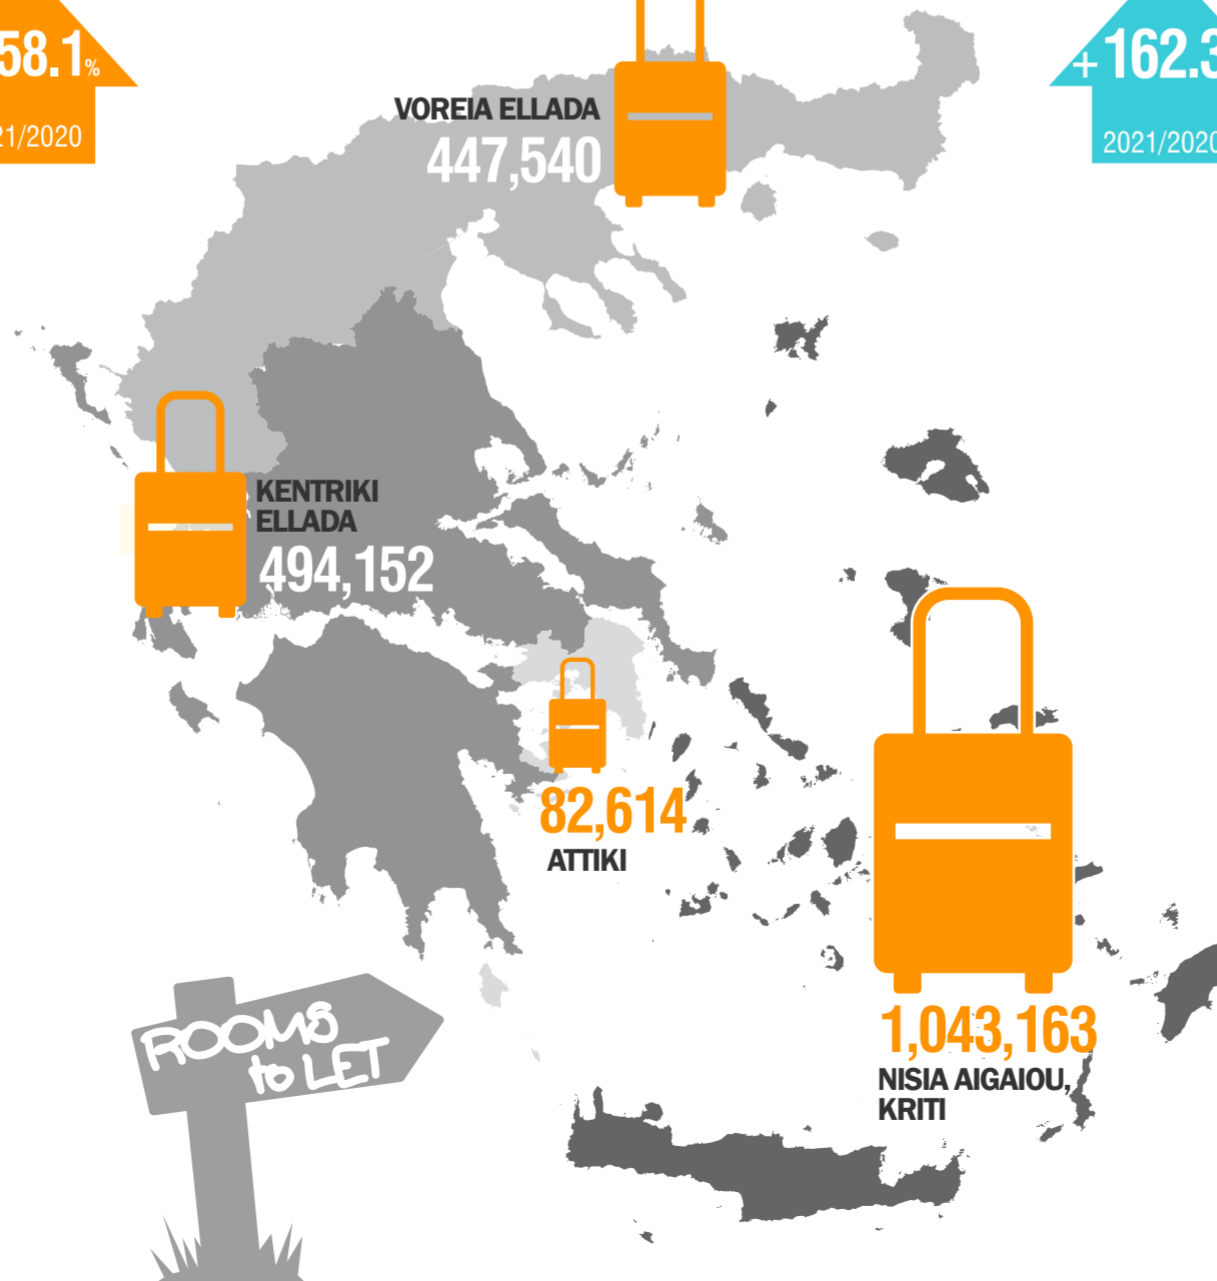 58.1%
21/2020
+162.3
2021/2020
VOREIA ELLADA
447,540
KENTRIKI
ELLADA
494,152
82,614
ATTIKI
1,043,163
NISIA AIGAIOU,
KRITI
ROOMS
to LET